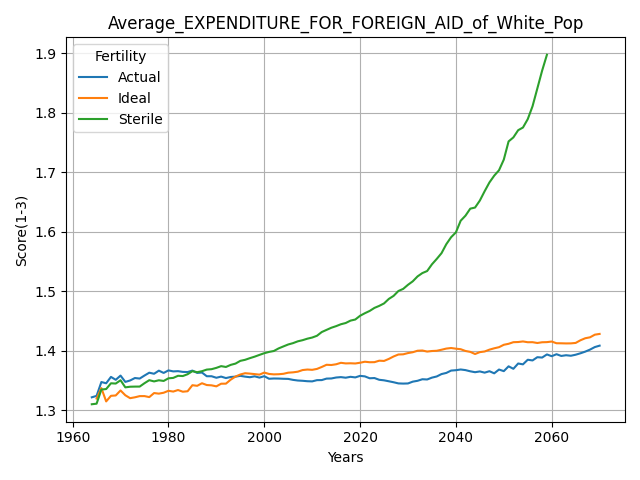 Average_EXPENDITURE_FOR_FOREIGN_AID_of_White_Pop
Fertility
Actual
Ideal
Sterile
Score(1-3)
1.9
1.8
1.7
1.6
1.5
1.4
1.3
1960 1980 2000 2020 2040 2060
Years